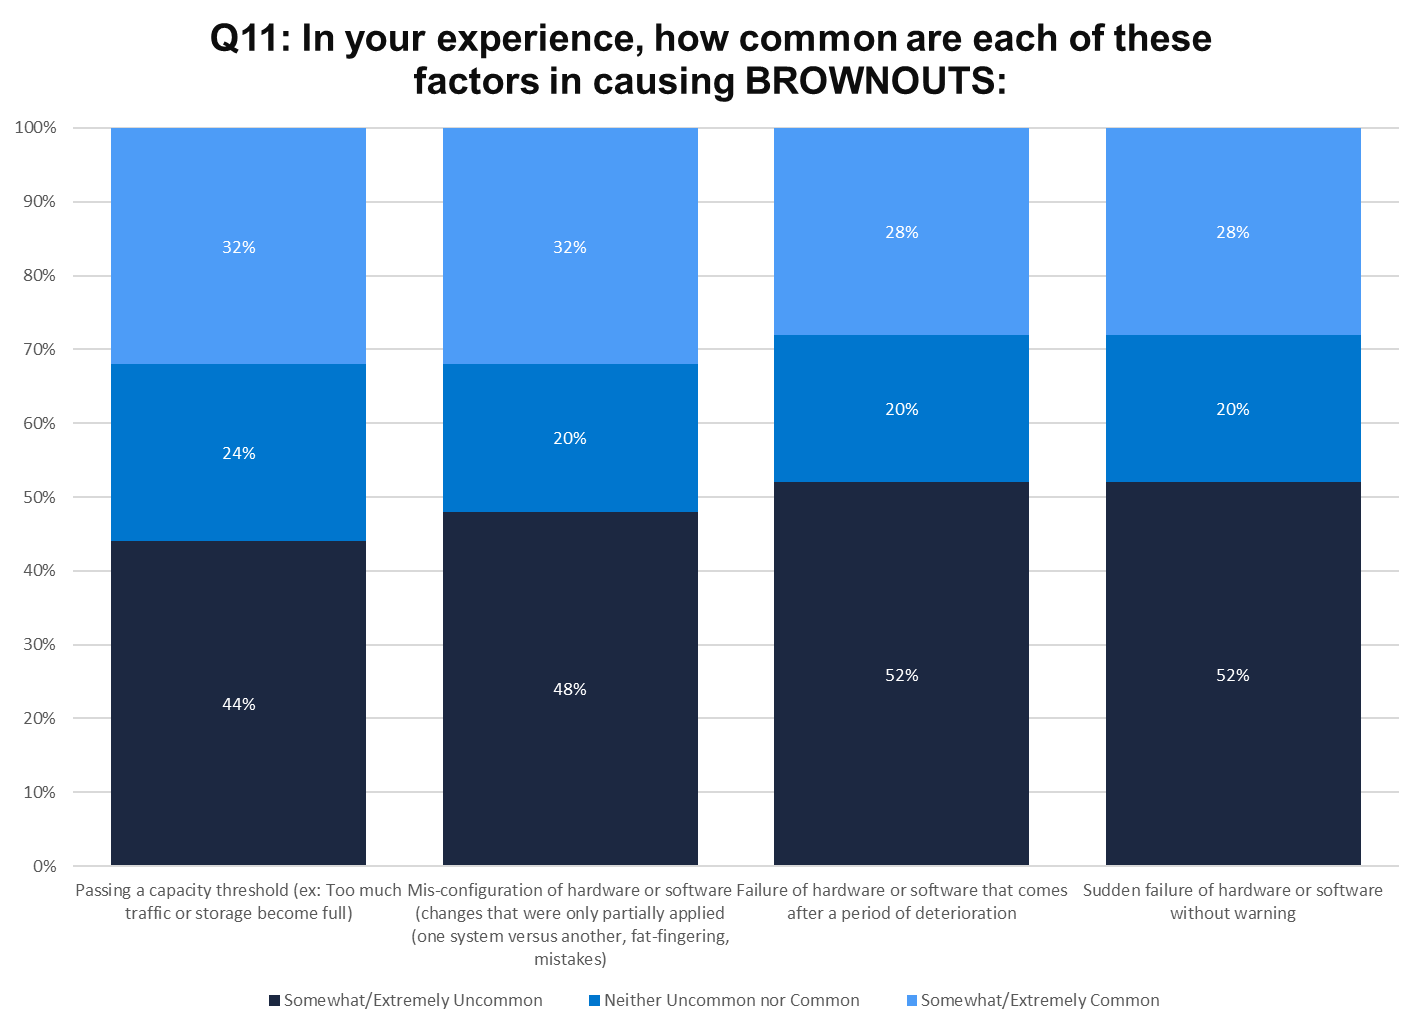 Q11: In your experience, how common are each of these
factors in causing BROWNOUTS:
100%
90%
80%
70%
60%
50%
40%
30%
20%
10%
0%
32%
24%
44%
32%
20%
48%
28%
20%
52%
28%
20%
52%
Passing a capacity threshold (ex: Too much
traffic or storage become full)
Mis-configuration of hardware or software
(changes that were only partially applied
(one system versus another, fat-fingering,
mistakes)
Failure of hardware or software that comes
after a period of deterioration
Sudden failure of hardware or software
without warning
Somewhat/Extremely Uncommon
Neither Uncommon nor Common
Somewhat/Extremely Common